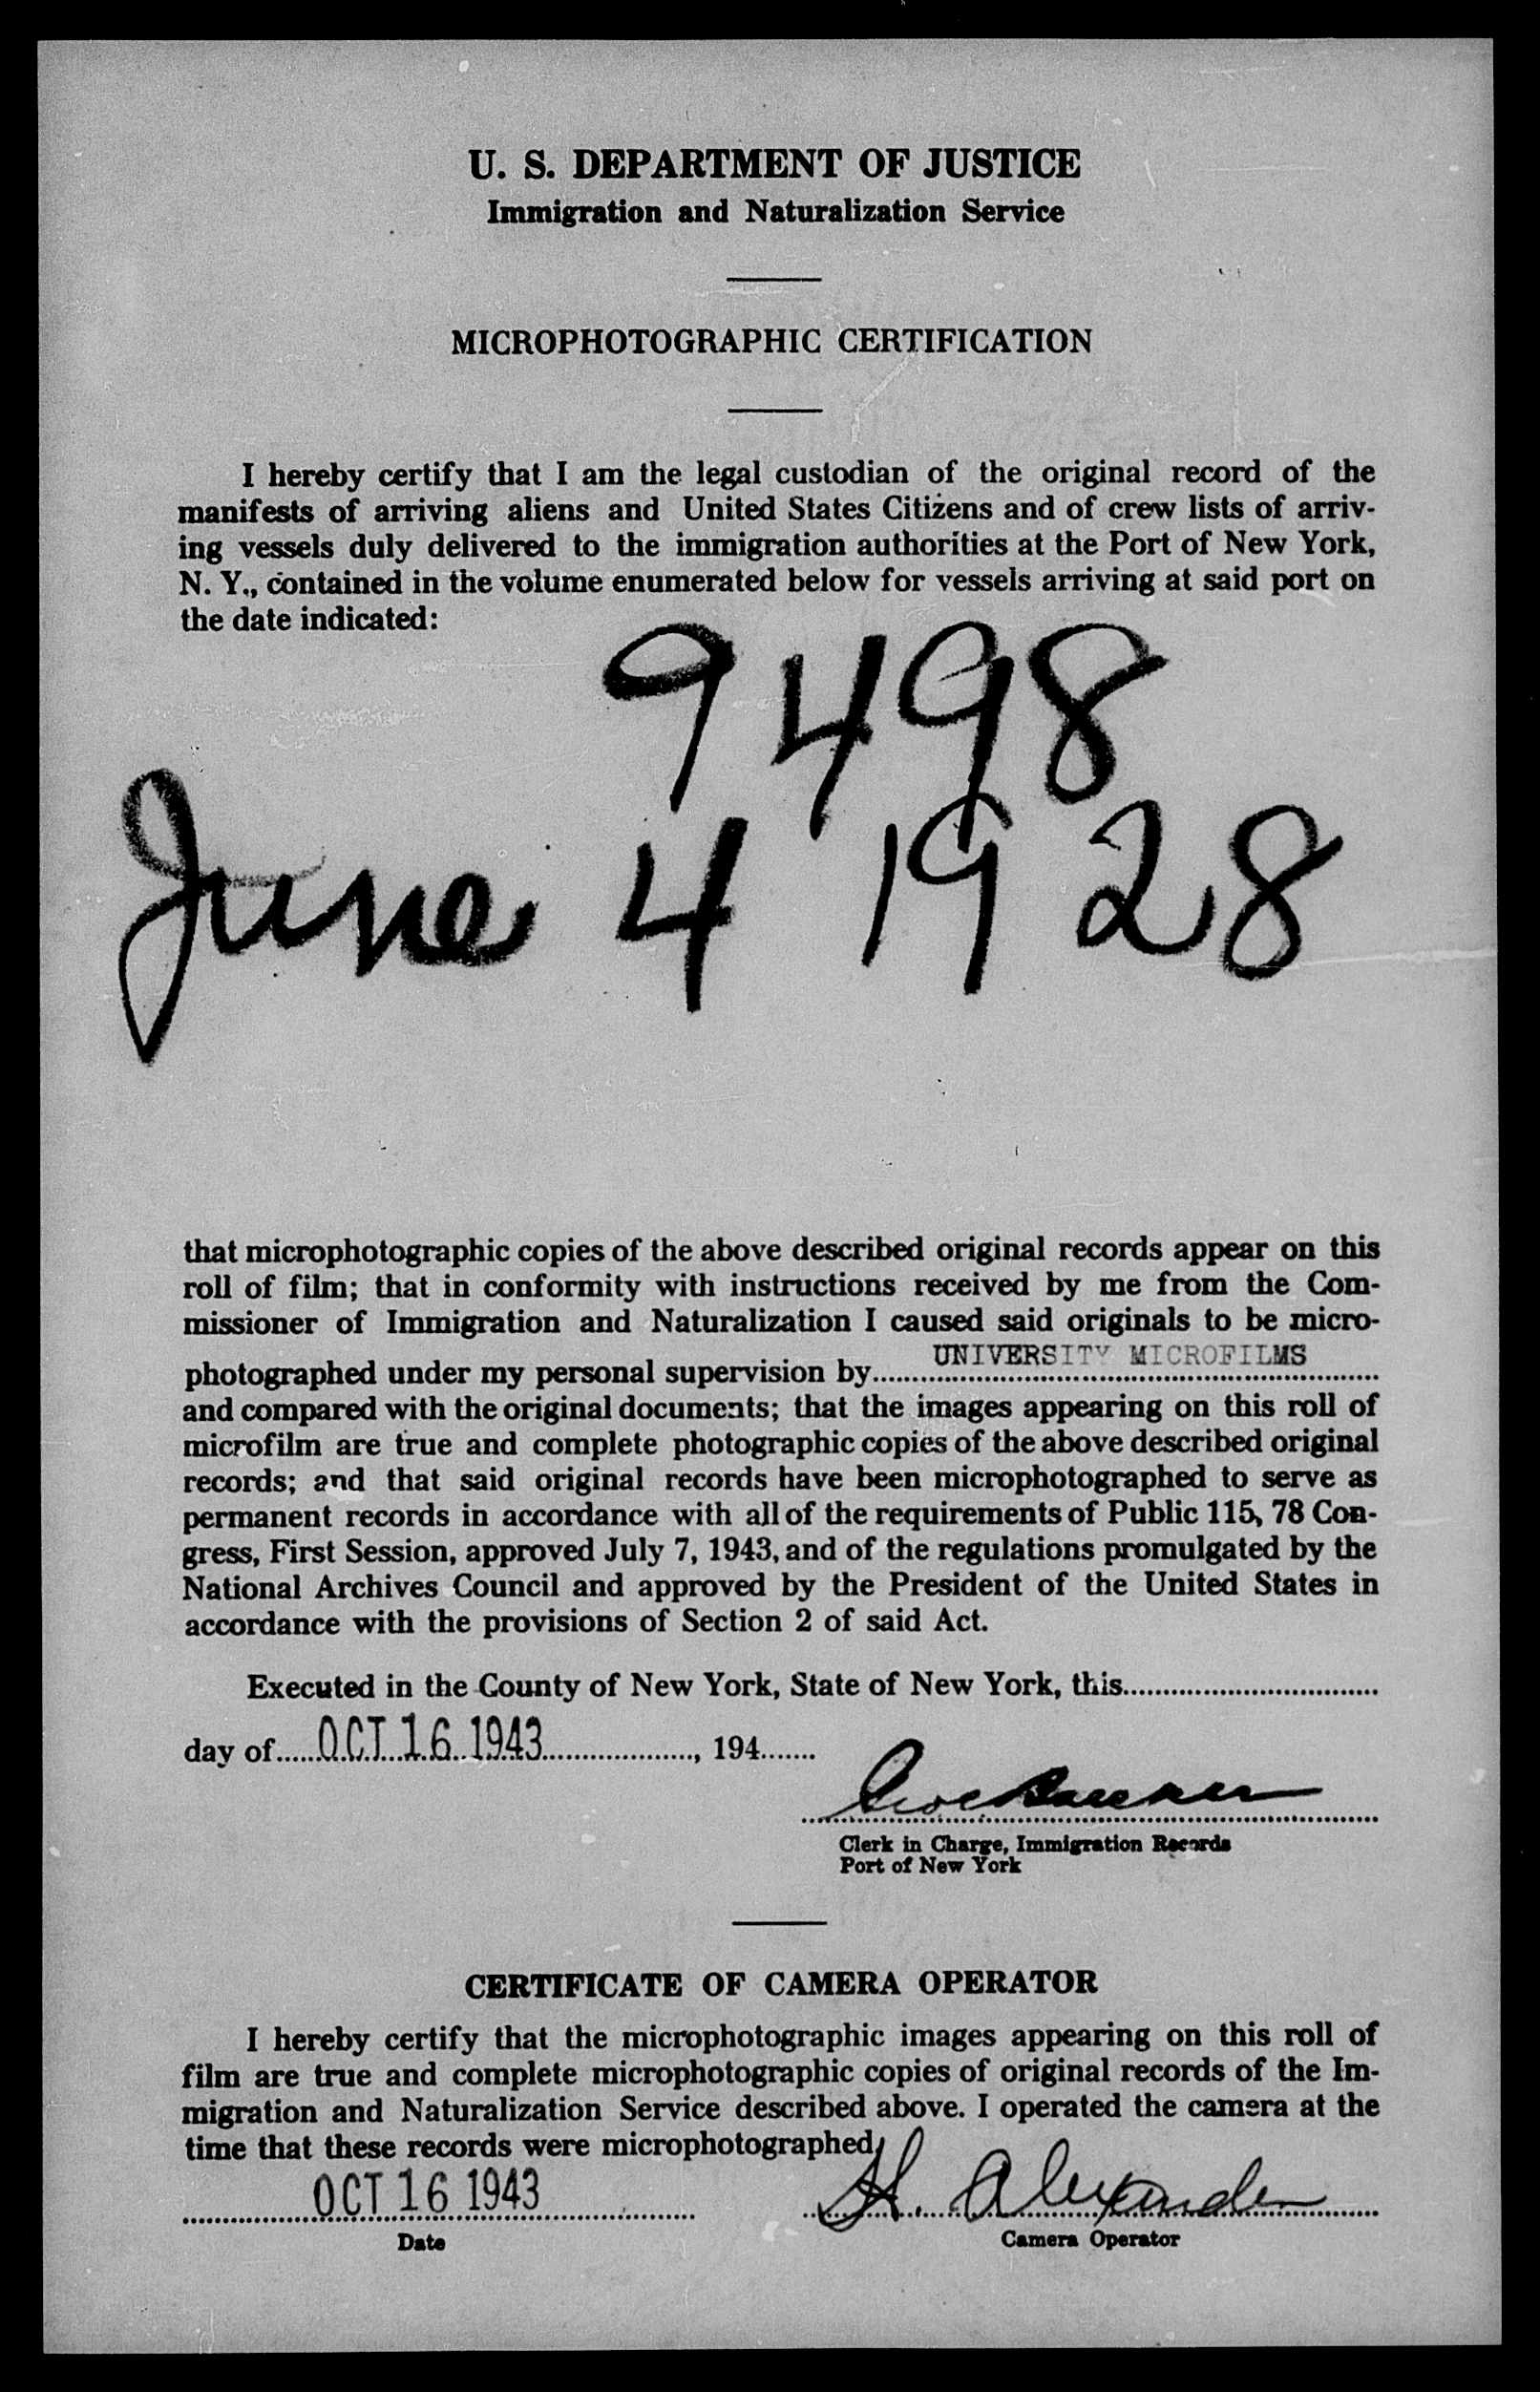 U. S. DEPARTMENT OF JUSTICE
Immigration and Naturalization Service
MICROPHOTOGRAPHIC CERTIFICATION
I hereby certify that I am the legal custodian of the original record of the
manifests of arriving aliens and United States Citizens and of crew lists of arriv-
ing vessels duly delivered to the immigration authorities at the Port of New York,
N. Y., contained in the volume enumerated below for vessels arriving at said port on
the date indicated:
9498
June 4 1928
that microphotographic copies of the above described original records appear on this
roll of film; that in conformity with instructions received by me from the Com-
missioner of Immigration and Naturalization I caused said originals to be micro-
photographed under my personal supervision by UNIVERSITY MICROFILMS
and compared with the original documents; that the images appearing on this roll of
microfilm are true and complete photographic copies of the above described original
records; and that said original records have been microphotographed to serve as
permanent records in accordance with all of the requirements of Public 115, 78 Con-
gress, First Session, approved July 7, 1943, and of the regulations promulgated by the
National Archives Council and approved by the President of the United States in
accordance with the provisions of Section 2 of said Act.
Executed in the County of New York, State of New York, this
day of OCT 16 1943, 194
Clerk in Charge, Immigration Records
Port of New York
CERTIFICATE OF CAMERA OPERATOR
I hereby certify that the microphotographic images appearing on this roll of
film are true and complete microphotographic copies of original records of the Im-
migration and Naturalization Service described above. I operated the camera at the
time that these records were microphotographed.
OCT 16 1943 H. Alexander
Date Camera Operator